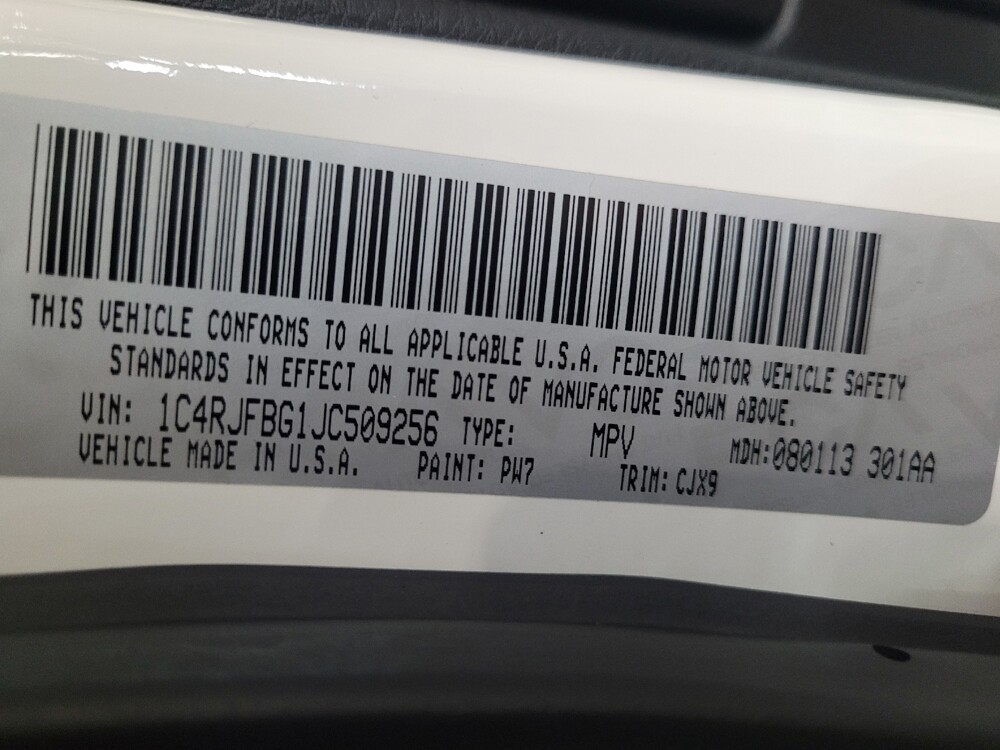 THIS VEHICLE CONFORMS TO ALL APPLICABLE U.S.A. FEDERAL MOTOR VEHICLE SAFETY
STANDARDS IN EFFECT ON THE DATE OF MANUFACTURE SHOWN ABOVE.
VIN: 1C4RJFBG1JC509256 TYPE: MPV MDH:080113 301AA
VEHICLE MADE IN U.S.A. PAINT: PW7 TRIM: CJX9